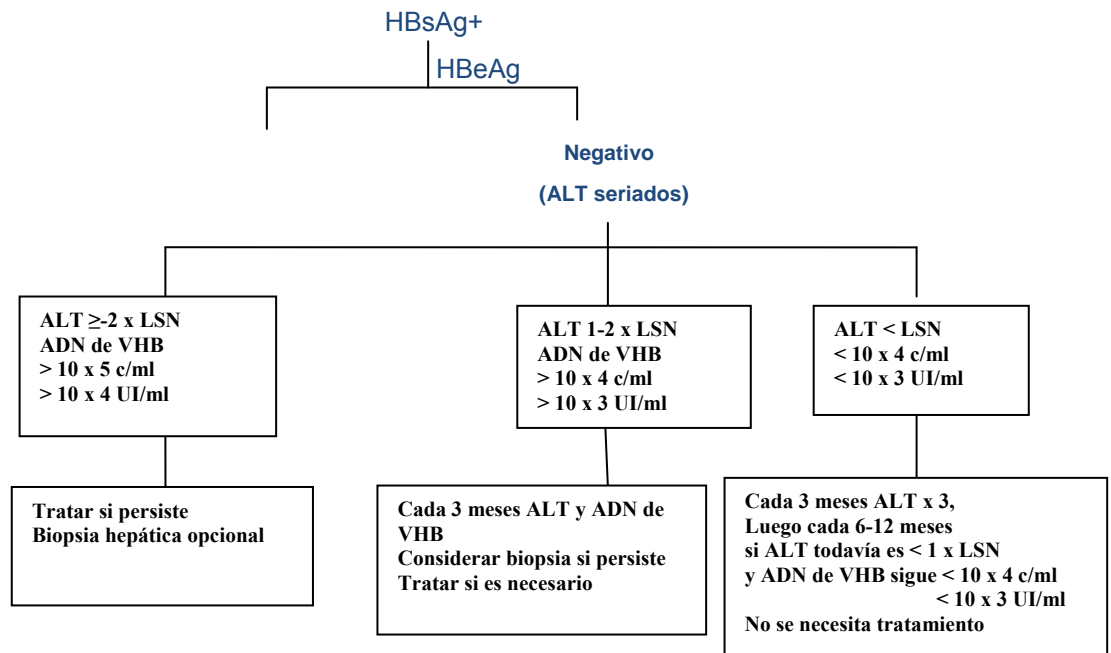 HBsAg+
HBeAg
Negativo
(ALT seriados)
ALT ≥-2 x LSN
ADN de VHB
> 10 x 5 c/ml
> 10 x 4 UI/ml
ALT 1-2 x LSN
ADN de VHB
> 10 x 4 c/ml
> 10 x 3 UI/ml
ALT < LSN
< 10 x 4 c/ml
< 10 x 3 UI/ml
Tratar si persiste
Biopsia hepática opcional
Cada 3 meses ALT y ADN de
VHB
Considerar biopsia si persiste
Tratar si es necesario
Cada 3 meses ALT x 3,
Luego cada 6-12 meses
si ALT todavía es < 1 x LSN
y ADN de VHB sigue < 10 x 4 c/ml
< 10 x 3 UI/ml
No se necesita tratamiento